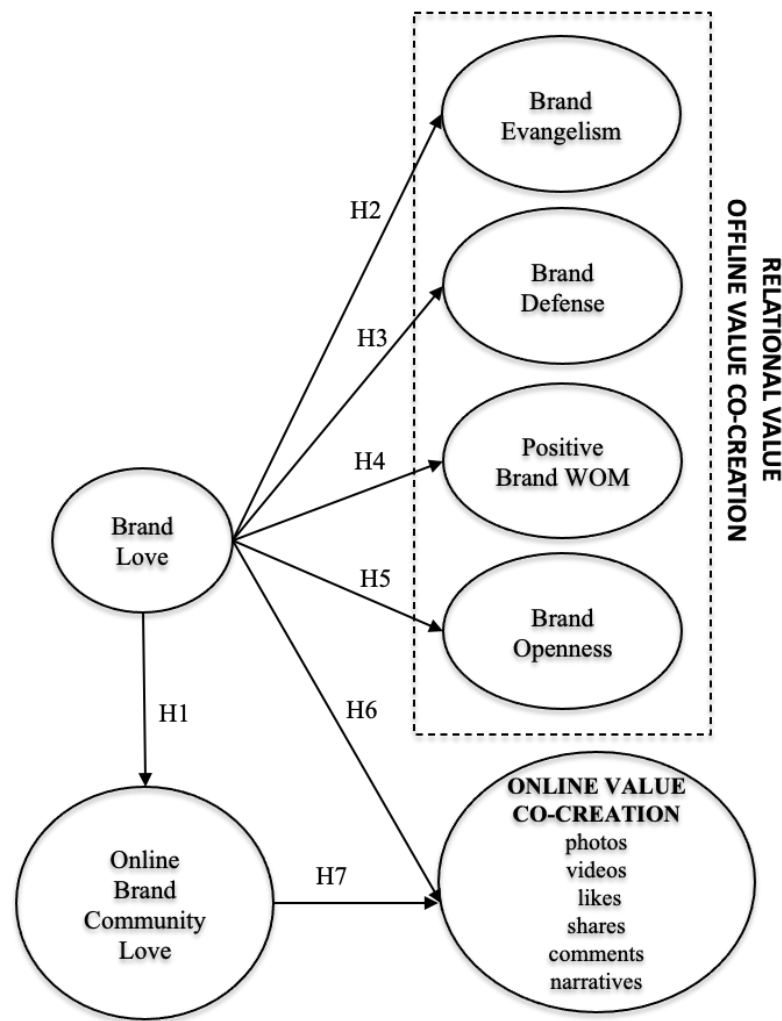 Brand
Evangelism
H2
Brand
Defense
H3
Positive
Brand WOM
H4
Brand
Openness
H5
RELATIONAL VALUE
OFFLINE VALUE CO-CREATION
Brand
Love
H1
H6
Online
Brand
Community
Love
H7
ONLINE VALUE
CO-CREATION
photos
videos
likes
shares
comments
narratives